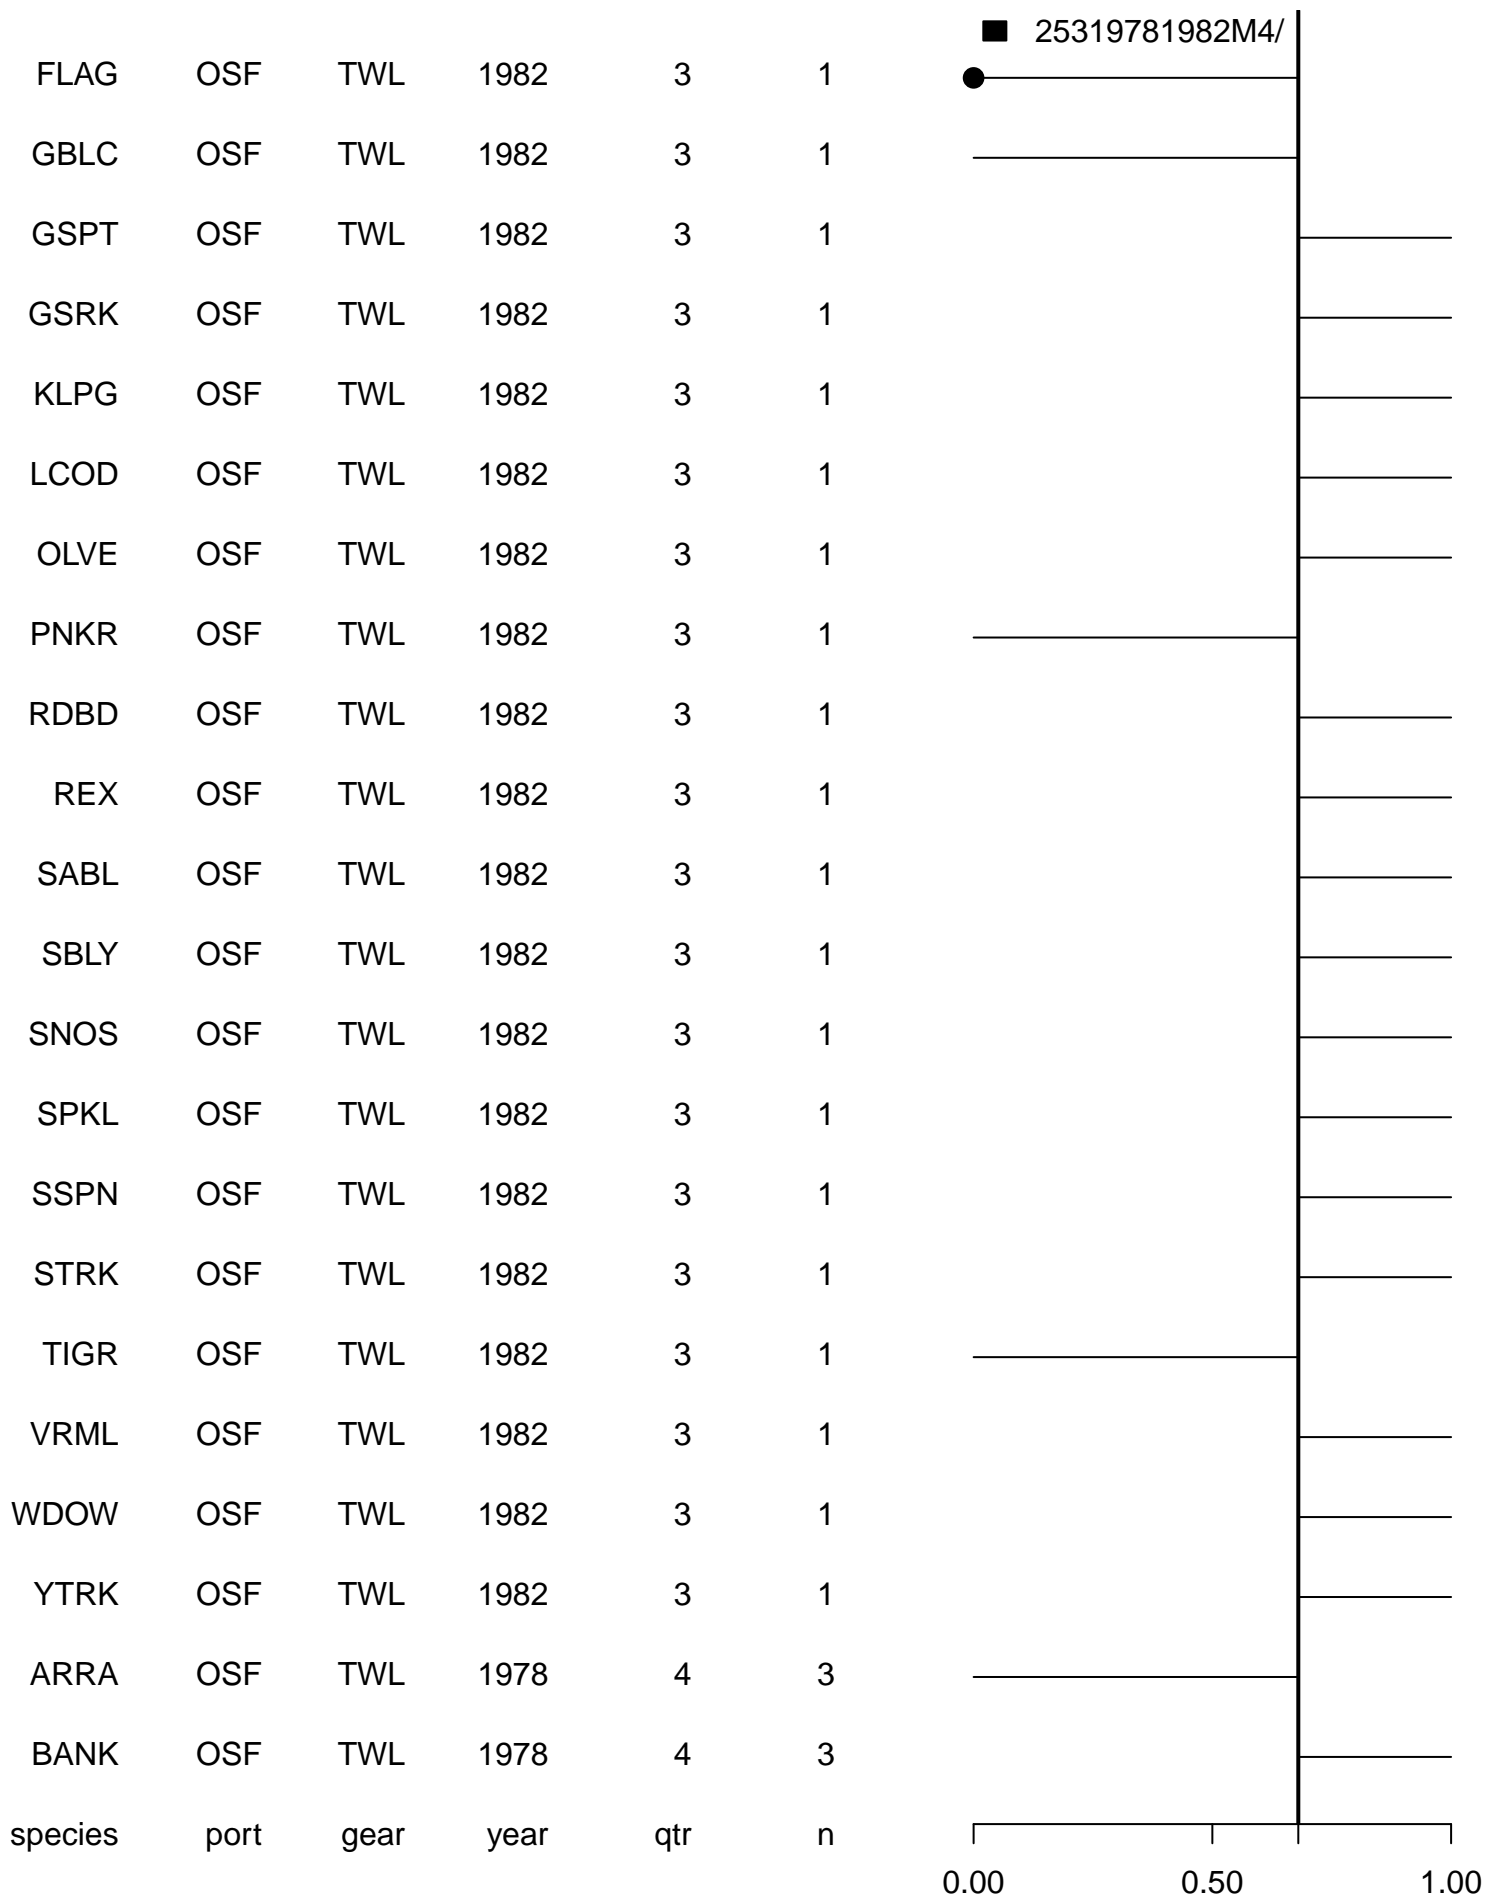 25319781982M4/
FLAG OSF TWL 1982 3 1
GBLC OSF TWL 1982 3 1
GSPT OSF TWL 1982 3 1
GSRK OSF TWL 1982 3 1
KLPG OSF TWL 1982 3 1
LCOD OSF TWL 1982 3 1
OLVE OSF TWL 1982 3 1
PNKR OSF TWL 1982 3 1
RDBD OSF TWL 1982 3 1
REX OSF TWL 1982 3 1
SABL OSF TWL 1982 3 1
SBLY OSF TWL 1982 3 1
SNOS OSF TWL 1982 3 1
SPKL OSF TWL 1982 3 1
SSPN OSF TWL 1982 3 1
STRK OSF TWL 1982 3 1
TIGR OSF TWL 1982 3 1
VRML OSF TWL 1982 3 1
WDOW OSF TWL 1982 3 1
YTRK OSF TWL 1982 3 1
ARRA OSF TWL 1978 4 3
BANK OSF TWL 1978 4 3
species port gear year qtr n
0.00 0.50 1.00